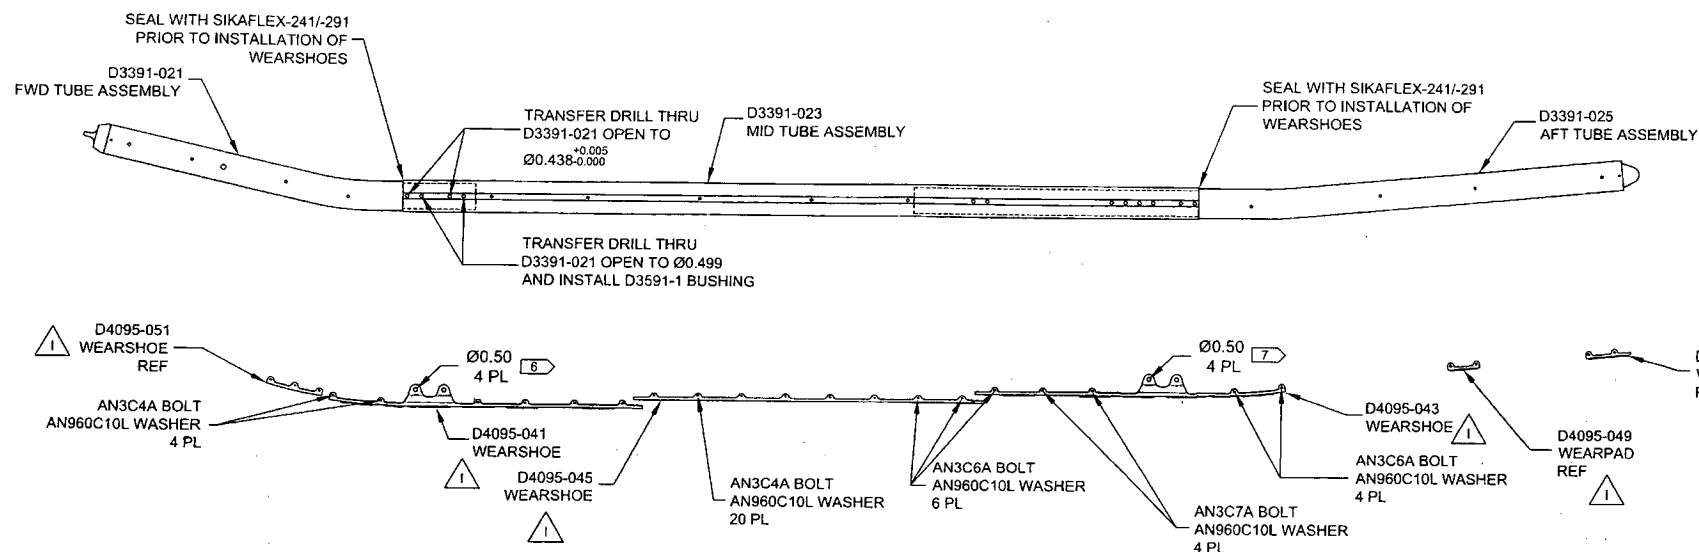 SEAL WITH SIKAFLEX-241/-291
PRIOR TO INSTALLATION OF
WEARSHOES
D3391-021
FWD TUBE ASSEMBLY
TRANSFER DRILL THRU
D3391-021 OPEN TO
Ø0.438 +0.005 -0.000
D3391-023
MID TUBE ASSEMBLY
SEAL WITH SIKAFLEX-241/-291
PRIOR TO INSTALLATION OF
WEARSHOES
D3391-025
AFT TUBE ASSEMBLY
TRANSFER DRILL THRU
D3391-021 OPEN TO Ø0.499
AND INSTALL D3591-1 BUSHING
1
D4095-051
WEARSHOE
REF
Ø0.50
4 PL
6
AN3C4A BOLT
AN960C10L WASHER
4 PL
D4095-041
WEARSHOE
1
D4095-045
WEARSHOE
1
AN3C4A BOLT
AN960C10L WASHER
20 PL
AN3C6A BOLT
AN960C10L WASHER
6 PL
Ø0.50
4 PL
7
AN3C7A BOLT
AN960C10L WASHER
4 PL
D4095-043
WEARSHOE
1
AN3C6A BOLT
AN960C10L WASHER
4 PL
D4095-049
WEARPAD
REF
1